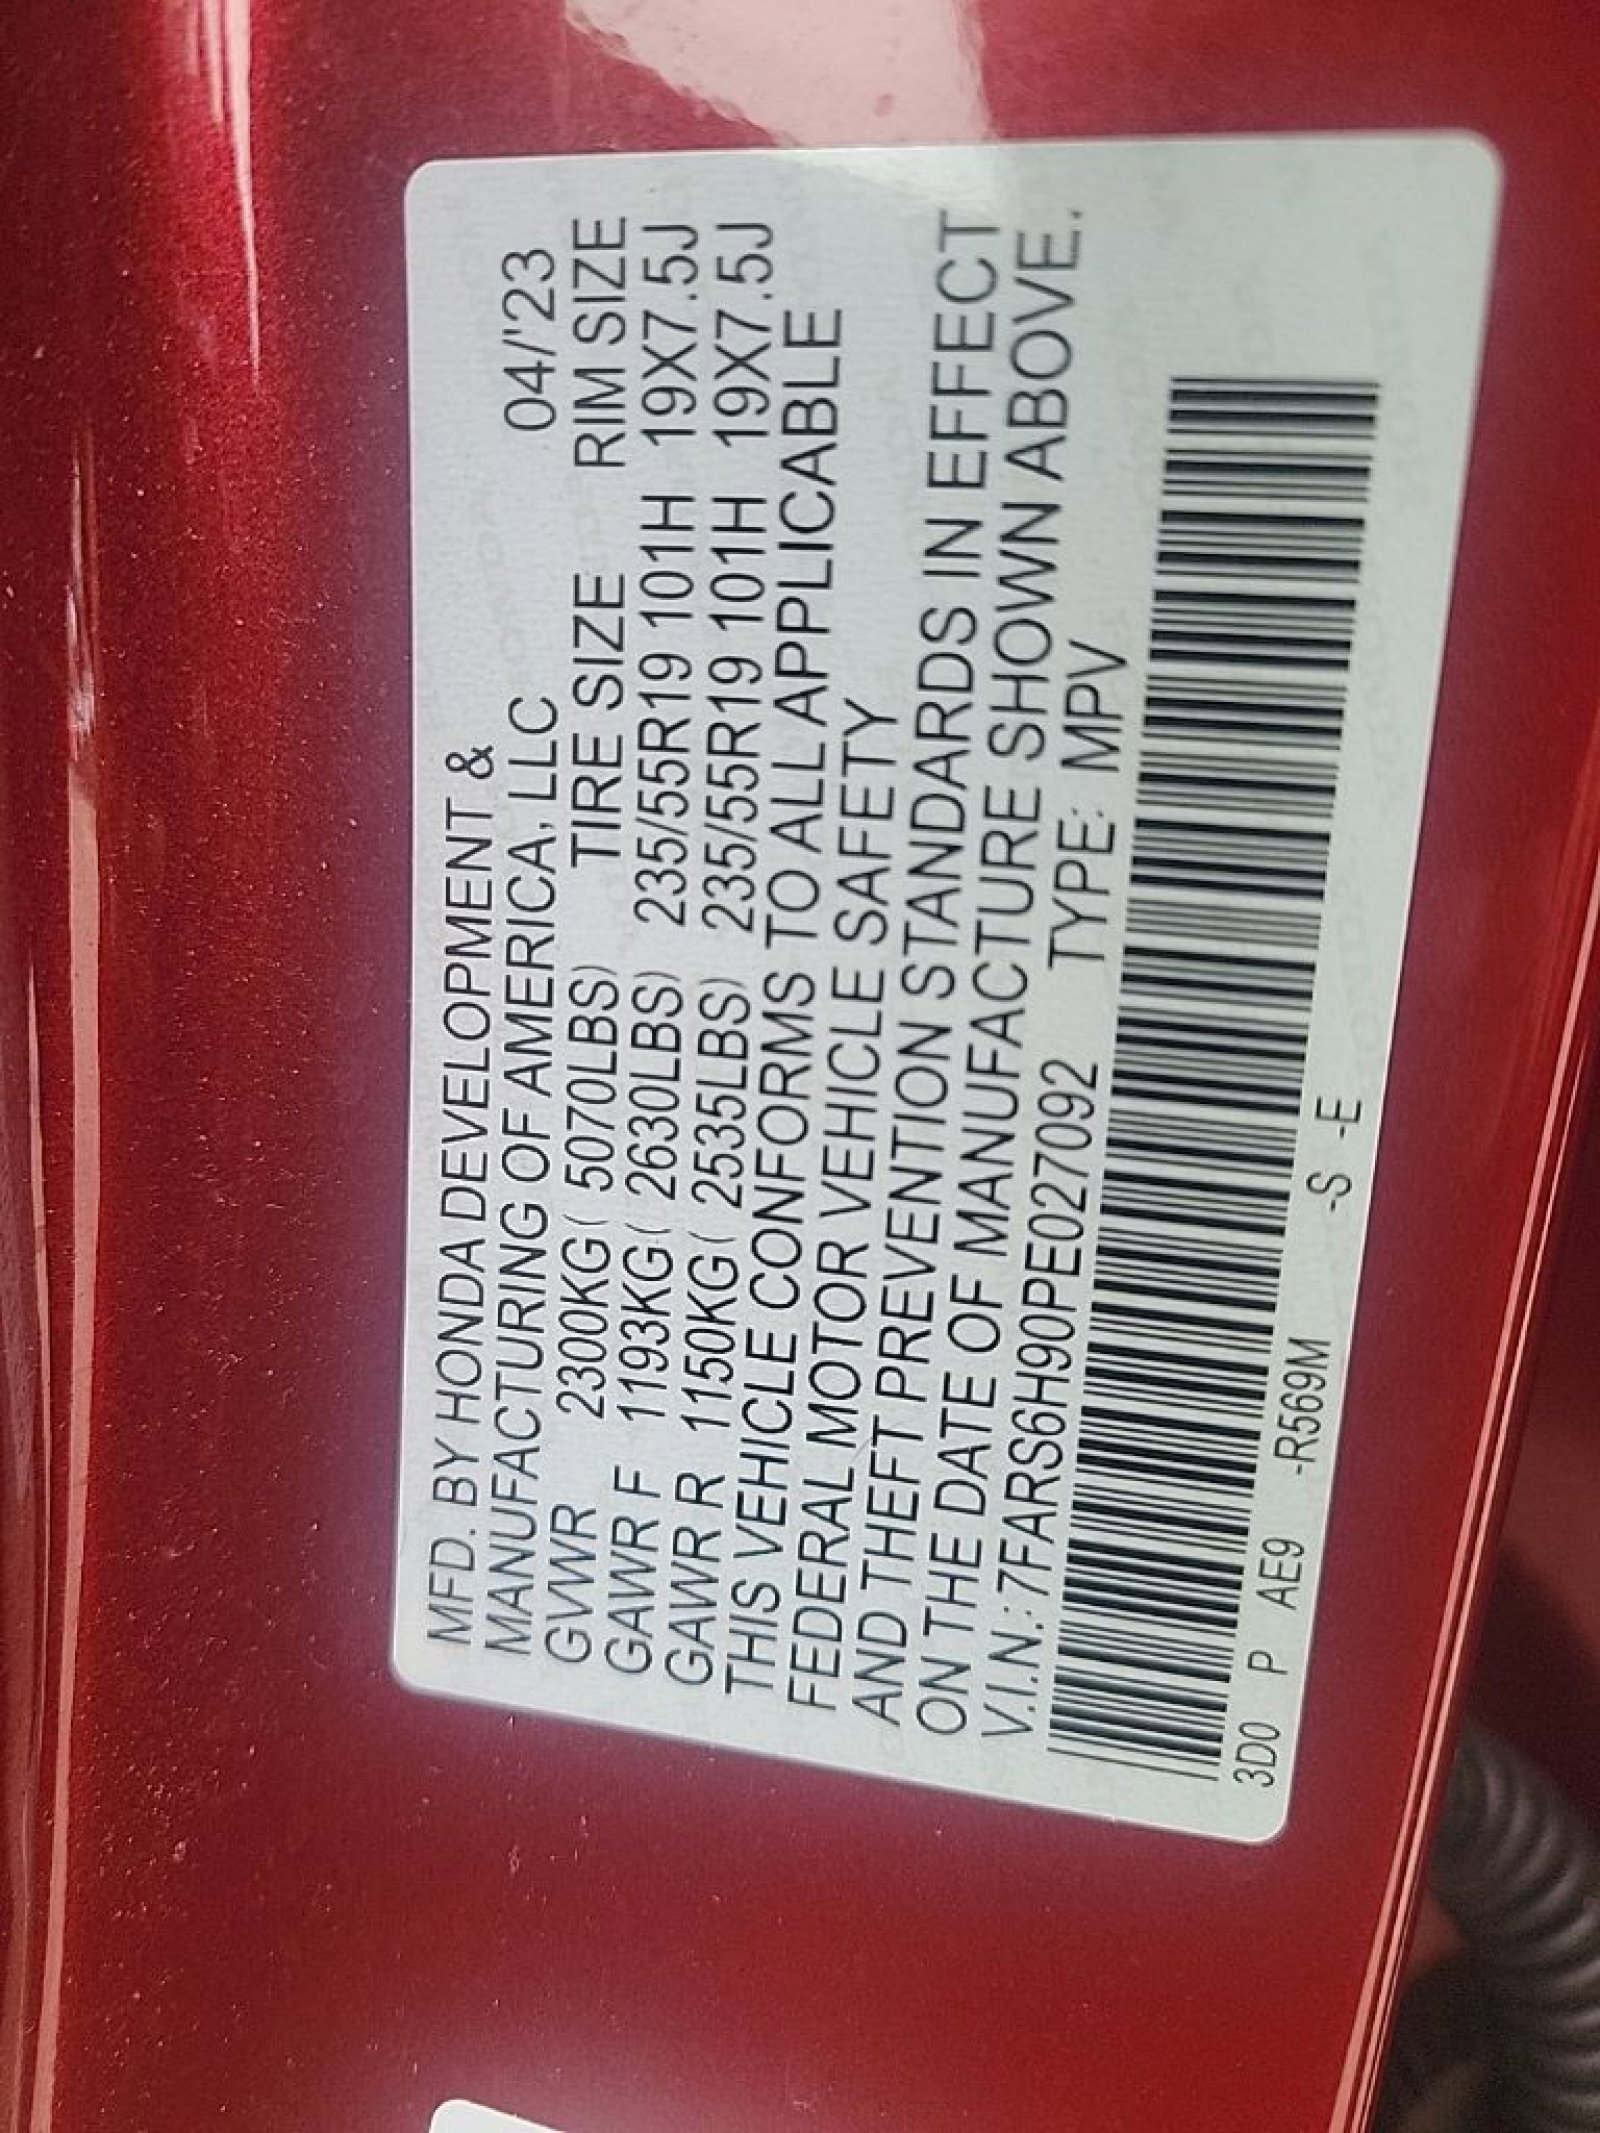 MFD. BY HONDA DEVELOPMENT &
MANUFACTURING OF AMERICA, LLC 04/'23
GVWR 2300KG( 5070LBS) TIRE SIZE RIM SIZE
GAWR F 1193KG( 2630LBS) 235/55R19 101H 19X7.5J
GAWR R 1150KG( 2535LBS) 235/55R19 101H 19X7.5J
THIS VEHICLE CONFORMS TO ALL APPLICABLE
FEDERAL MOTOR VEHICLE SAFETY
AND THEFT PREVENTION STANDARDS IN EFFECT
ON THE DATE OF MANUFACTURE SHOWN ABOVE.
V.I.N.:7FARS6H90PE027092 TYPE: MPV
3D0 P AE9 -R569M -S -E